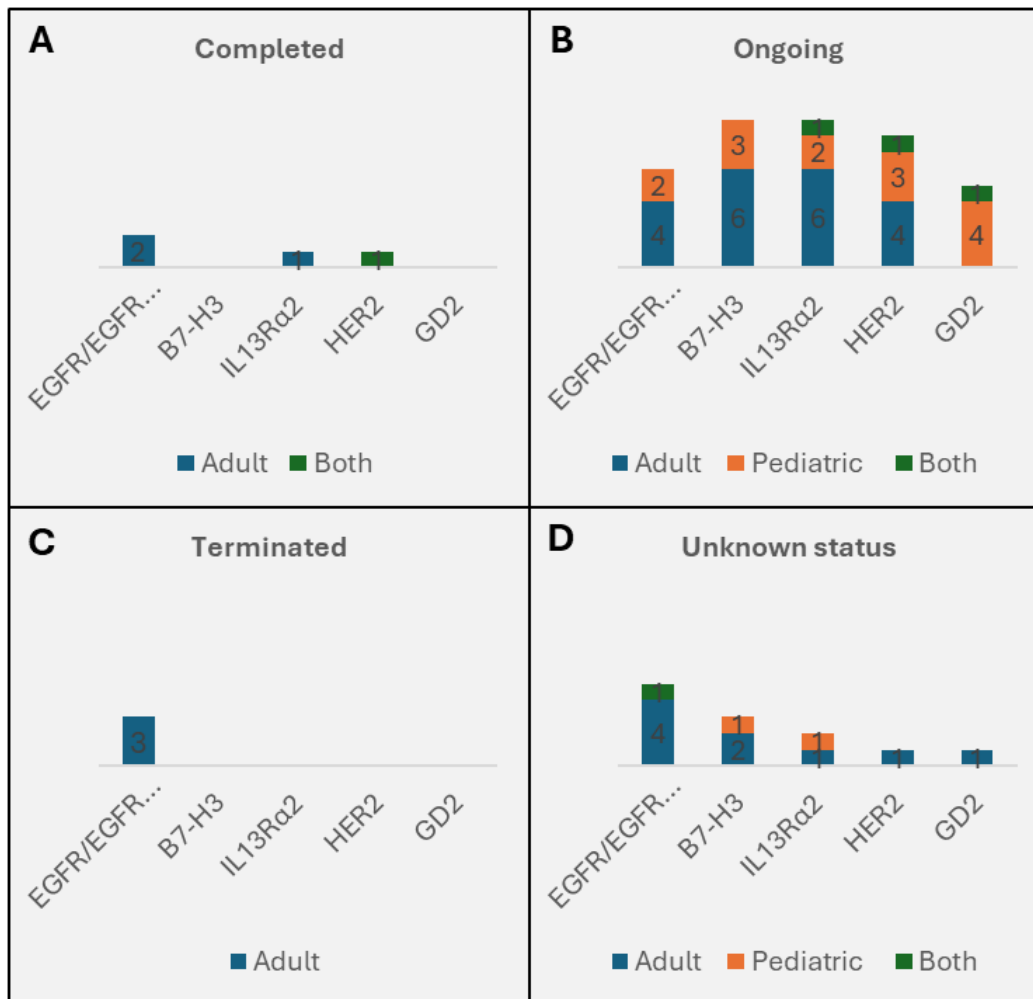 A
Completed
2
1
1
EGFR/EGFR...
B7-H3
IL13Rα2
HER2
GD2
Adult Both
B
Ongoing
2
4
3
6
1
2
6
1
3
4
1
4
EGFR/EGFR...
B7-H3
IL13Rα2
HER2
GD2
Adult Pediatric Both
C
Terminated
3
EGFR/EGFR...
B7-H3
IL13Rα2
HER2
GD2
Adult
D
Unknown status
1
4
1
2
1
1
1
1
EGFR/EGFR...
B7-H3
IL13Rα2
HER2
GD2
Adult Pediatric Both